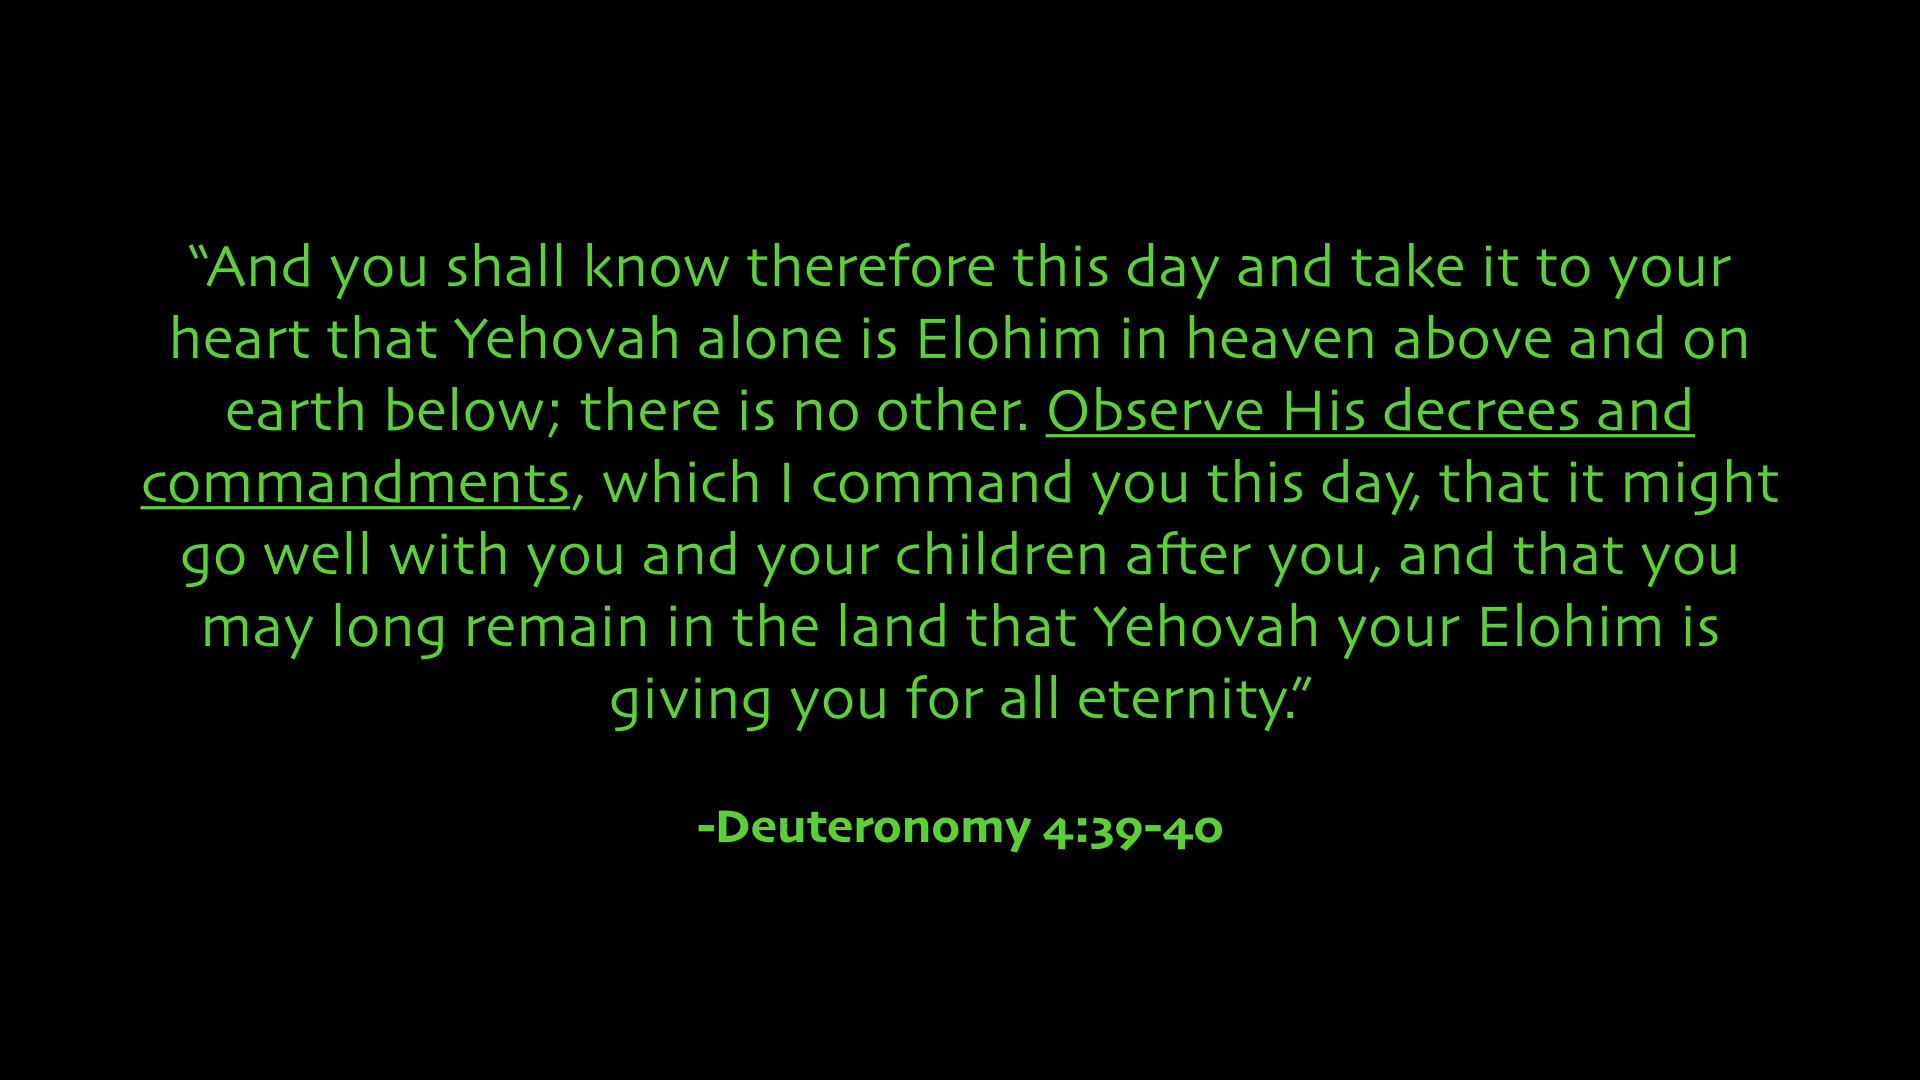 “And you shall know therefore this day and take it to your
heart that Yehovah alone is Elohim in heaven above and on
earth below; there is no other. Observe His decrees and
commandments, which I command you this day, that it might
go well with you and your children after you, and that you
may long remain in the land that Yehovah your Elohim is
giving you for all eternity.”
-Deuteronomy 4:39-40